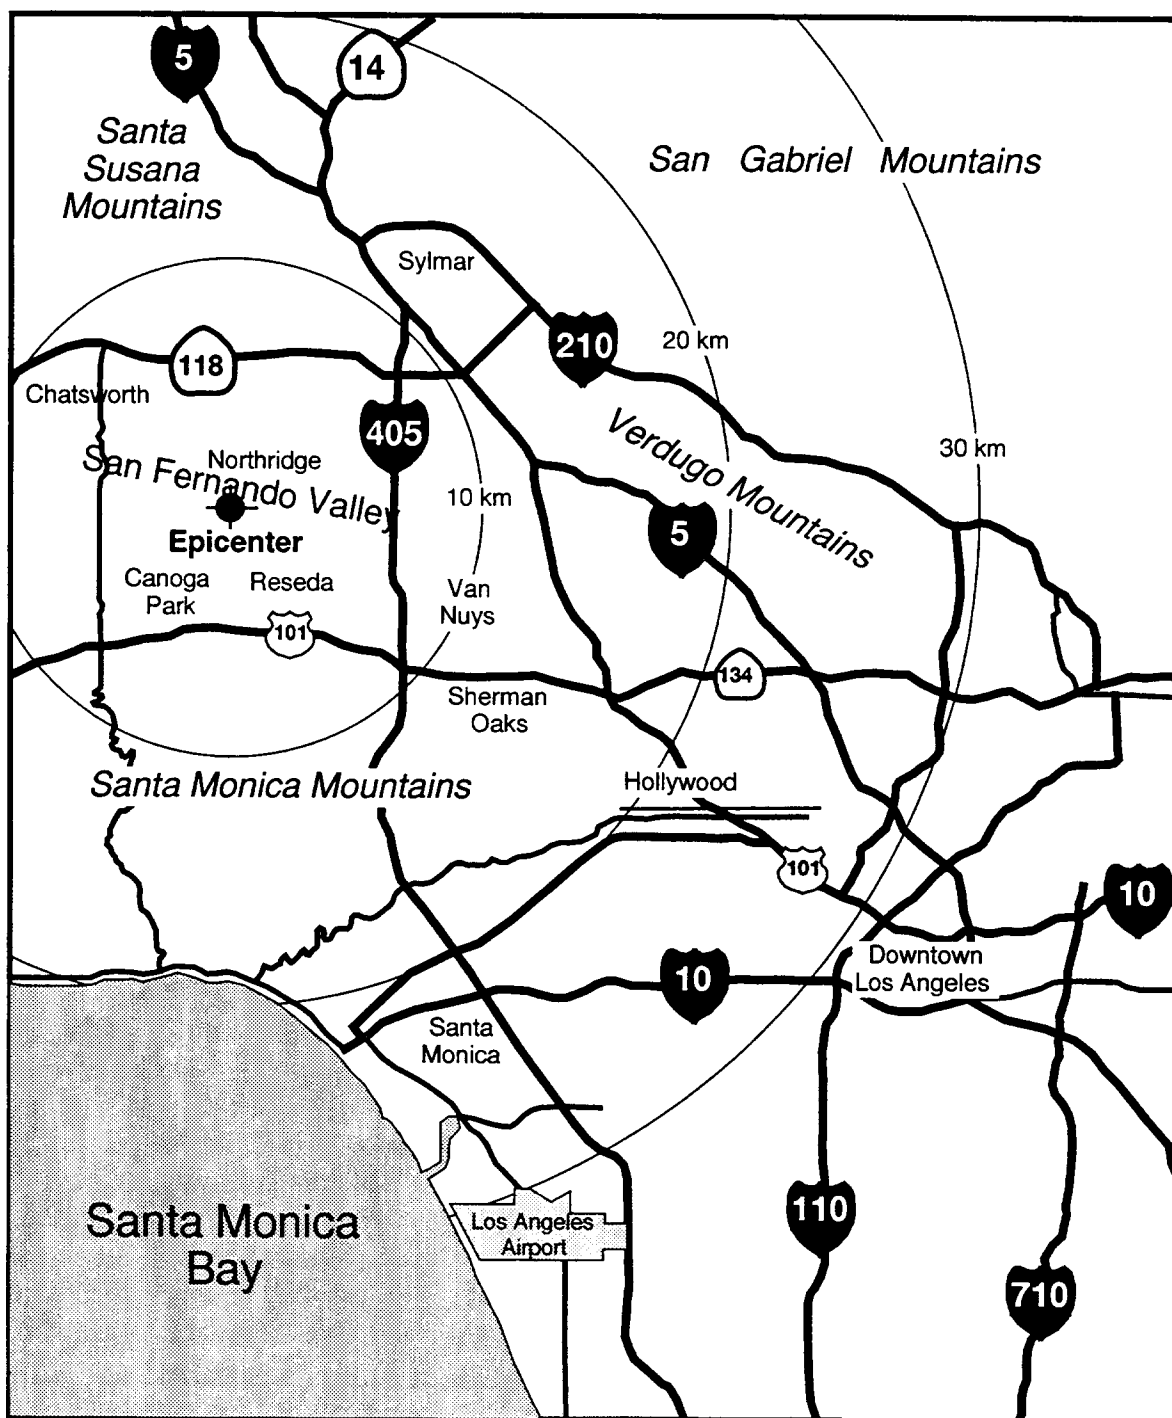 5
14
Santa
Susana
Mountains
San Gabriel Mountains
Sylmar
118
210
20 km
Chatsworth
405
Verdugo Mountains
30 km
Northridge
San Fernando Valley
10 km
5
Epicenter
Canoga
Park
Reseda
Van
Nuys
101
134
Sherman
Oaks
Santa Monica Mountains
Hollywood
101
10
Downtown
Los Angeles
10
Santa
Monica
Santa Monica
Bay
Los Angeles
Airport
110
710